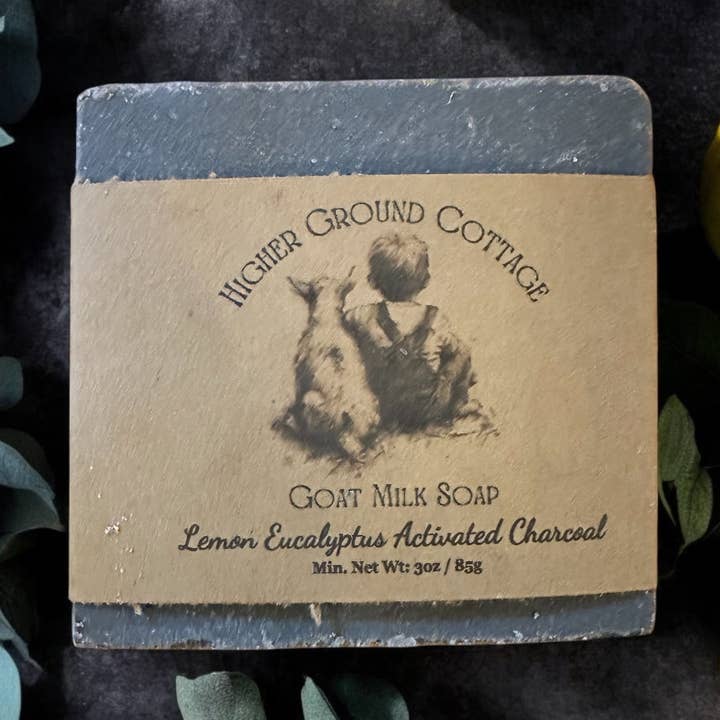 Higher Ground Cottage
Goat Milk Soap
Lemon Eucalyptus Activated Charcoal
Min. Net Wt: 3oz / 85g